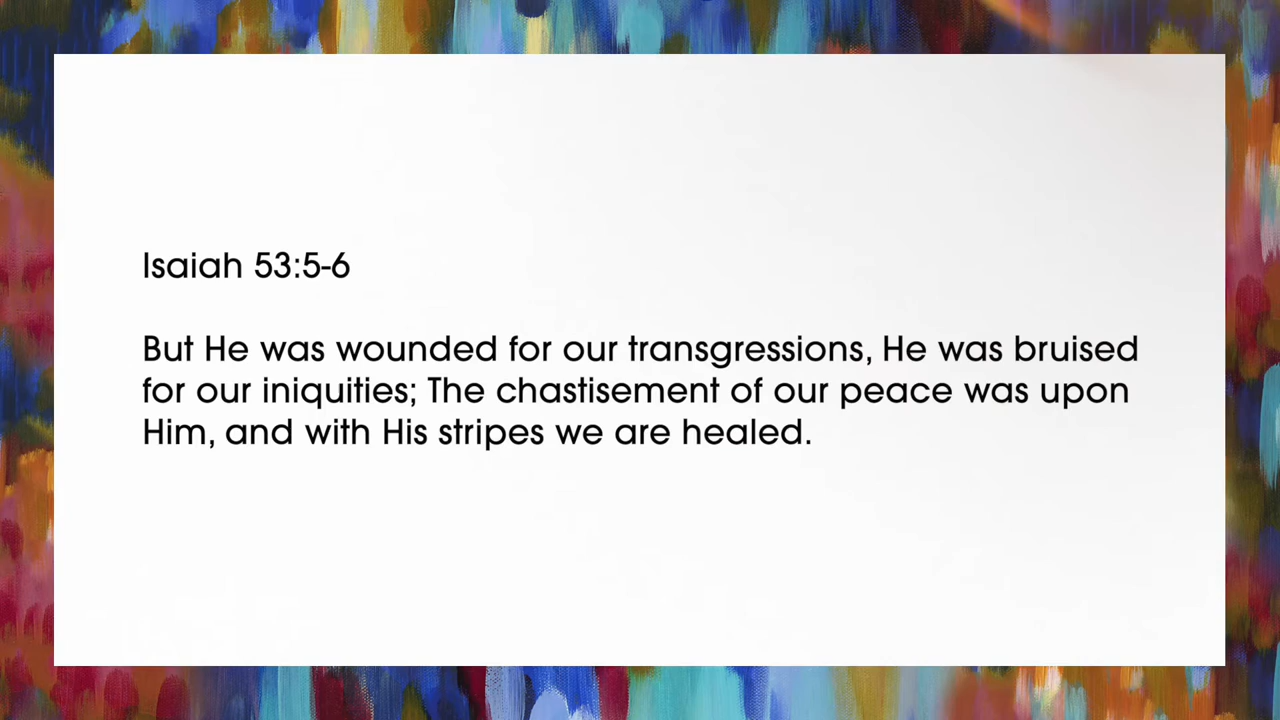 Isaiah 53:5-6
But He was wounded for our transgressions, He was bruised
for our iniquities; The chastisement of our peace was upon
Him, and with His stripes we are healed.